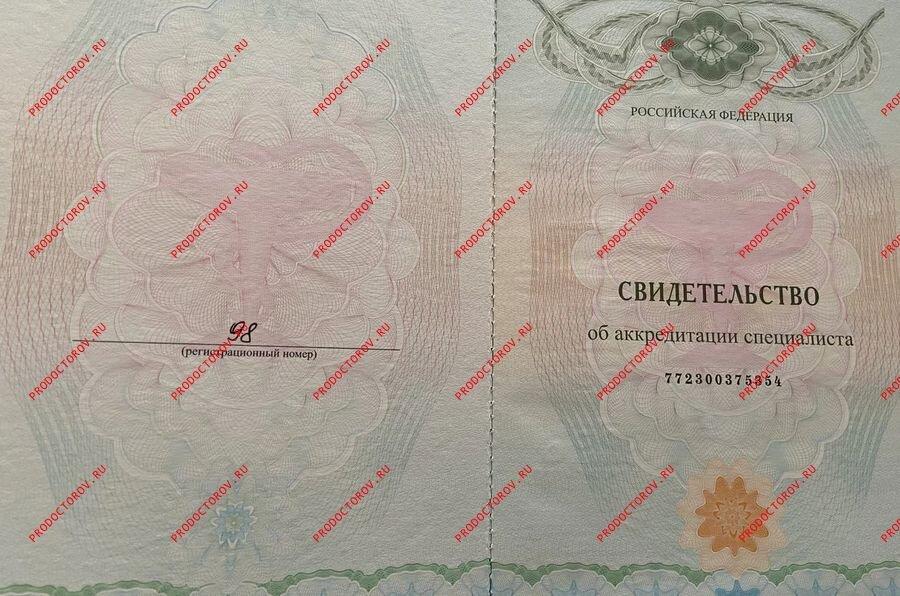 98
(регистрационный номер)
РОССИЙСКАЯ ФЕДЕРАЦИЯ
СВИДЕТЕЛЬСТВО
об аккредитации специалиста
772300375354
PRODOCTOROV.RU